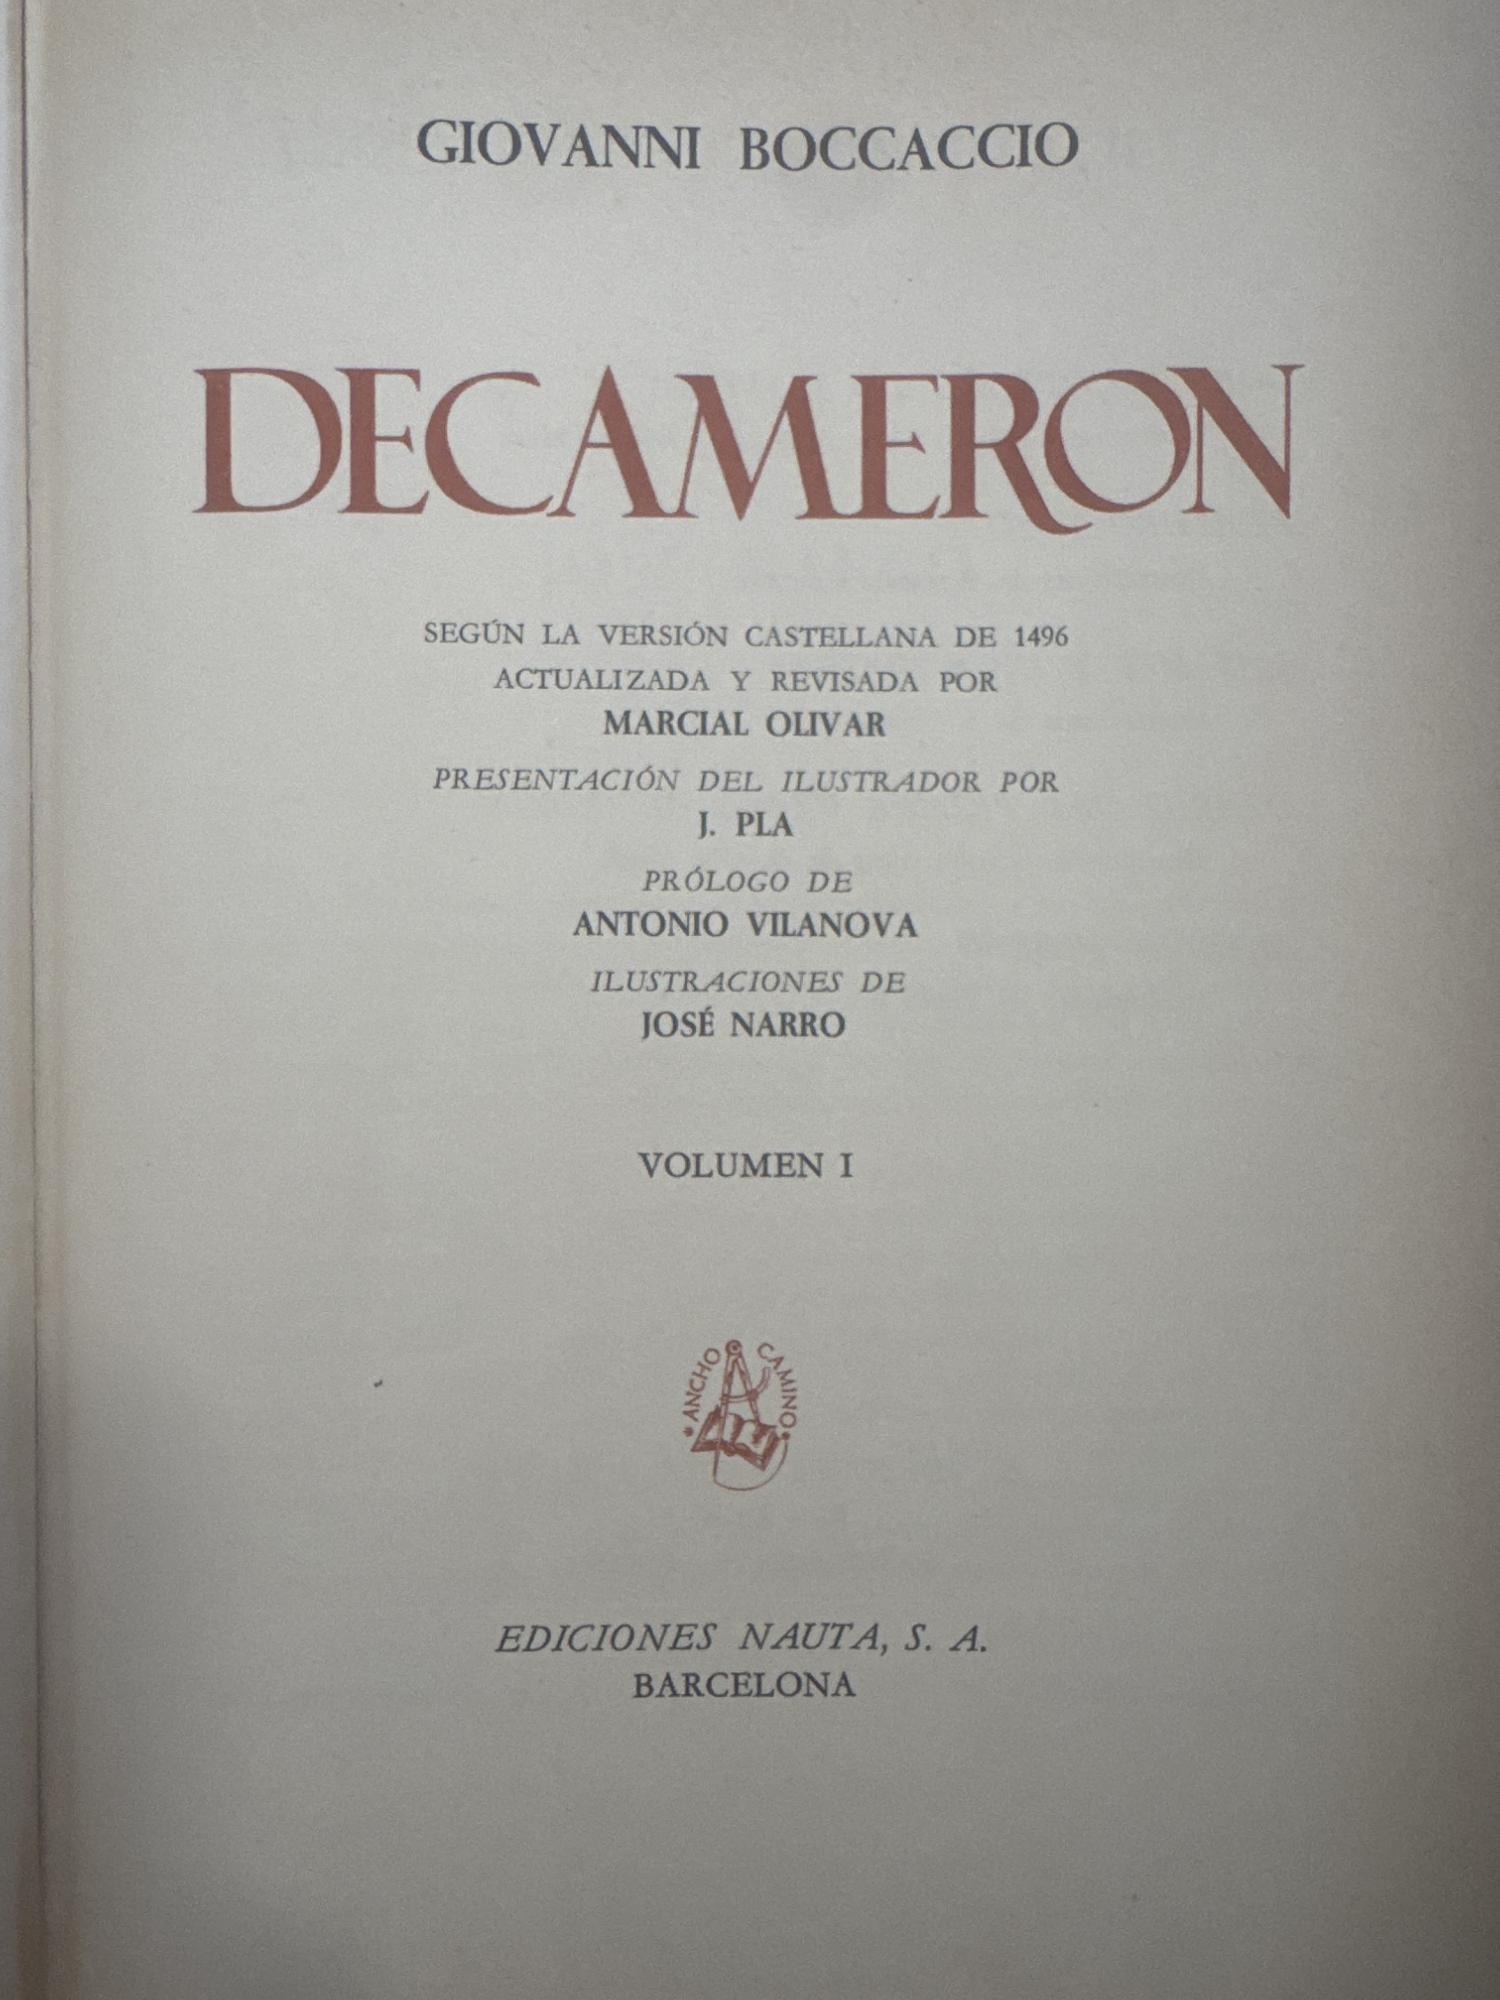 GIOVANNI BOCCACCIO
DECAMERON
SEGÚN LA VERSIÓN CASTELLANA DE 1496
ACTUALIZADA Y REVISADA POR
MARCIAL OLIVAR
PRESENTACIÓN DEL ILUSTRADOR POR
J. PLA
PRÓLOGO DE
ANTONIO VILANOVA
ILUSTRACIONES DE
JOSÉ NARRO
VOLUMEN I
ANCHO CAMINO
EDICIONES NAUTA, S. A.
BARCELONA